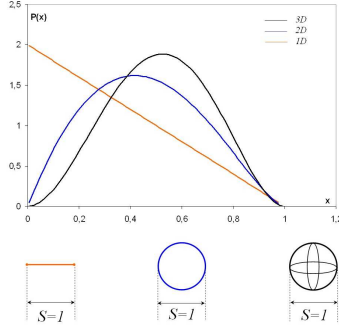 2,5
P(x)
3D
2D
1D
2
1,5
1
0,5
0
x
0 0,2 0,4 0,6 0,8 1 1,2
S=1 S=1 S=1